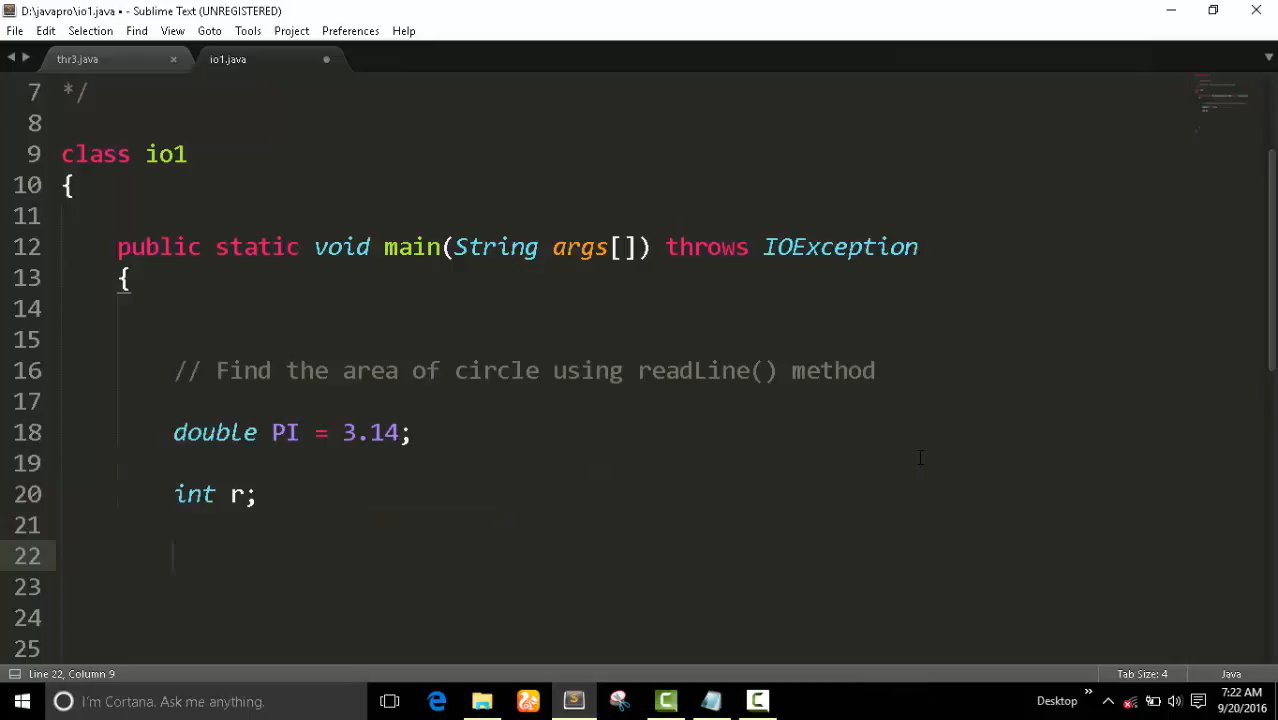 D:\javapro\io1.java • - Sublime Text (UNREGISTERED)
File Edit Selection Find View Goto Tools Project Preferences Help
thr3.java io1.java
7 */
8
9 class io1
10 {
11
12 public static void main(String args[]) throws IOException
13 {
14
15
16 // Find the area of circle using readLine() method
17
18 double PI = 3.14;
19
20 int r;
21
22
23
24
25
Line 22, Column 9 Tab Size: 4 Java
I'm Cortana. Ask me anything. Desktop 7:22 AM
9/20/2016